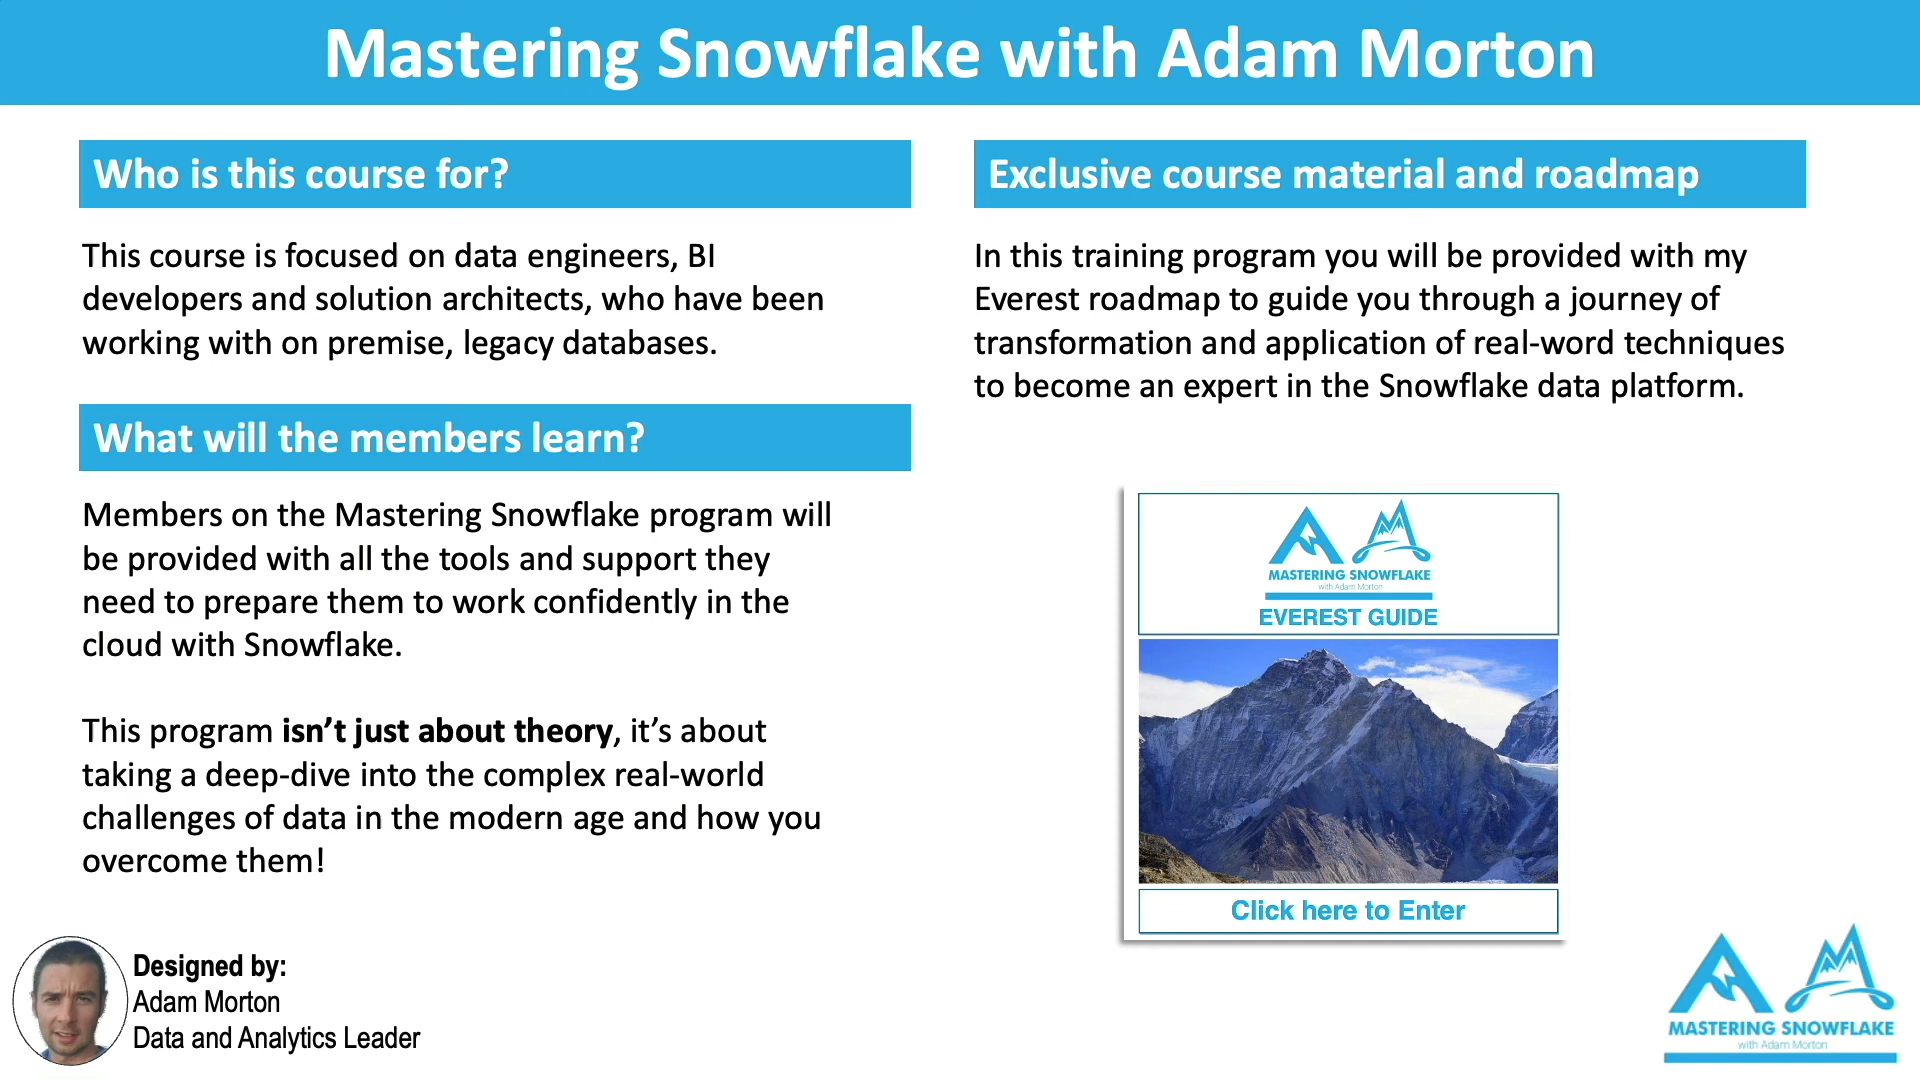 Mastering Snowflake with Adam Morton
Who is this course for?
This course is focused on data engineers, BI
developers and solution architects, who have been
working with on premise, legacy databases.
What will the members learn?
Members on the Mastering Snowflake program will
be provided with all the tools and support they
need to prepare them to work confidently in the
cloud with Snowflake.
This program isn’t just about theory, it’s about
taking a deep-dive into the complex real-world
challenges of data in the modern age and how you
overcome them!
Designed by:
Adam Morton
Data and Analytics Leader
Exclusive course material and roadmap
In this training program you will be provided with my
Everest roadmap to guide you through a journey of
transformation and application of real-word techniques
to become an expert in the Snowflake data platform.
MASTERING SNOWFLAKE
with Adam Morton
EVEREST GUIDE
Click here to Enter
MASTERING SNOWFLAKE
with Adam Morton